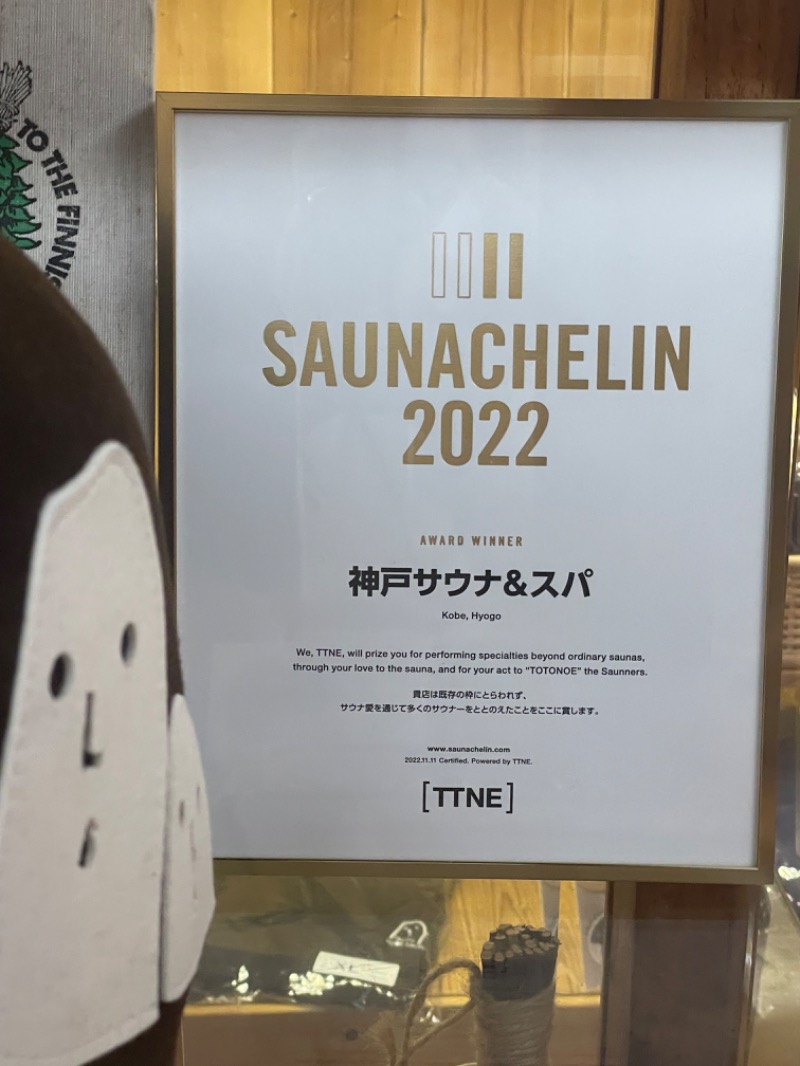 TO THE FINNIS
SAUNACHELIN
2022
AWARD WINNER
神戸サウナ&スパ
Kobe, Hyogo
We, TTNE, will prize you for performing specialties beyond ordinary saunas,
through your love to the sauna, and for your act to “TOTONOE” the Saunners.
貴店は既存の枠にとらわれず、
サウナ愛を通じて多くのサウナーをととのえたことをここに賞します。
www.saunachelin.com
2022.11.11 Certified. Powered by TTNE.
[TTNE]